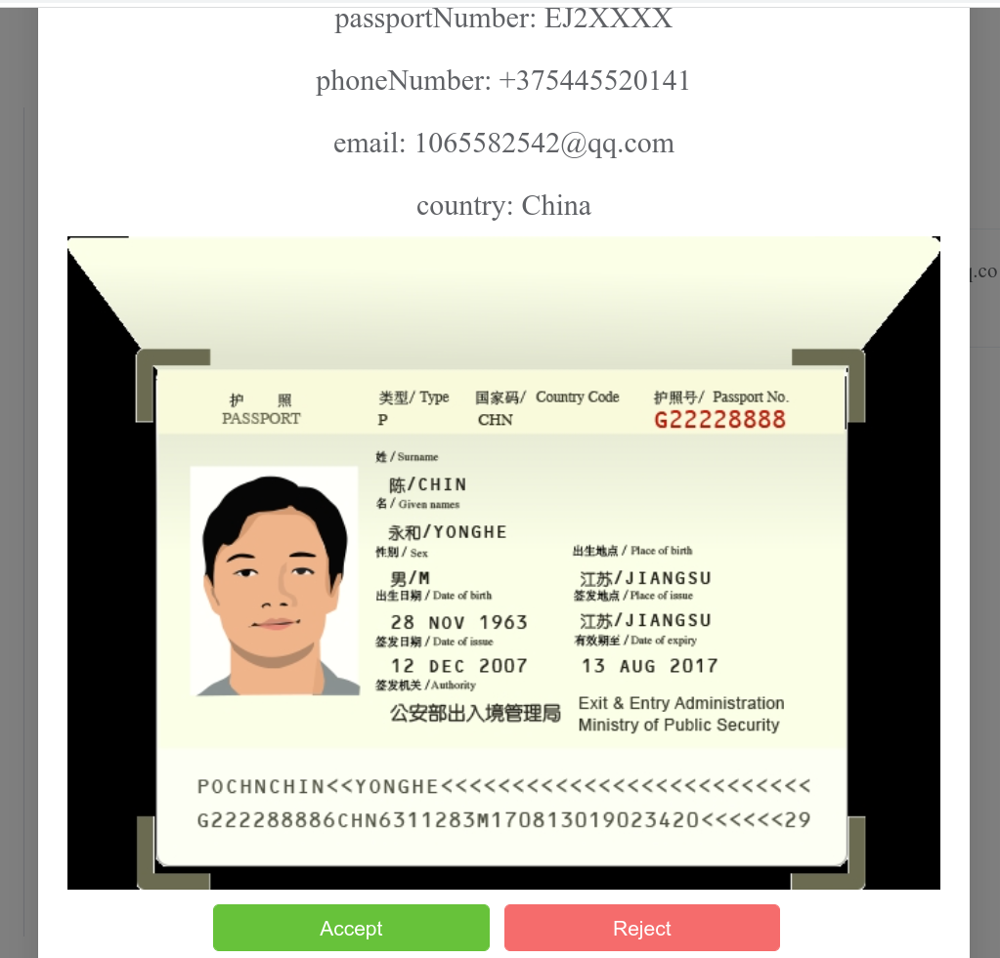 passportNumber: EJ2XXXX
phoneNumber: +375445520141
email: 1065582542@qq.com
country: China
q.co
护 照
PASSPORT
类型/ Type 国家码/ Country Code 护照号/ Passport No.
P CHN G22228888
姓 / Surname
陈/CHIN
名 / Given names
永和/YONGHE
性别 / Sex 出生地点 / Place of birth
男/M 江苏/JIANGSU
出生日期 / Date of birth 签发地点 / Place of issue
28 NOV 1963 江苏/JIANGSU
签发日期 / Date of issue 有效期至 / Date of expiry
12 DEC 2007 13 AUG 2017
签发机关 /Authority
公安部出入境管理局 Exit & Entry Administration
Ministry of Public Security
POCHNCHIN<<YONGHE<<<<<<<<<<<<<<<<<<<<<<<<<<<
G222288886CHN6311283M170813019023420<<<<<<29
Accept Reject